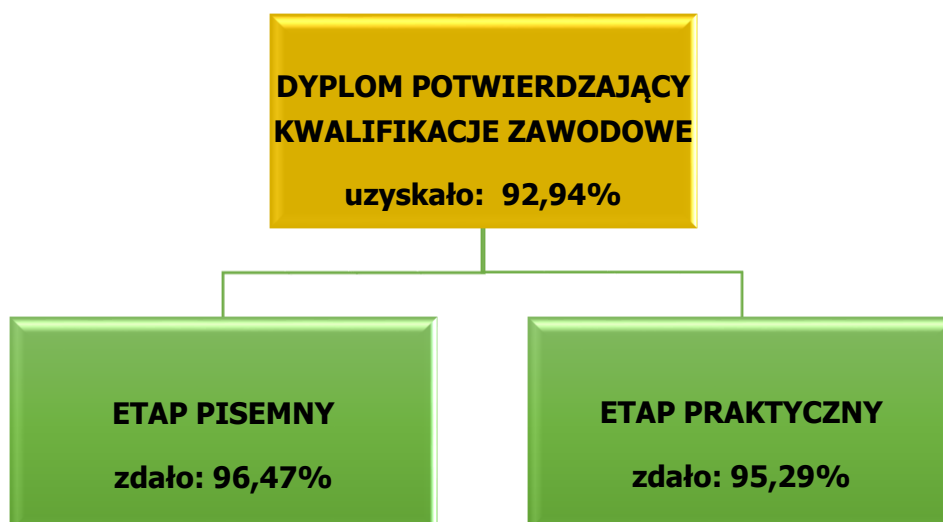 DYPLOM POTWIERDZAJĄCY
KWALIFIKACJE ZAWODOWE
uzyskało: 92,94%
ETAP PISEMNY
zdało: 96,47%
ETAP PRAKTYCZNY
zdało: 95,29%